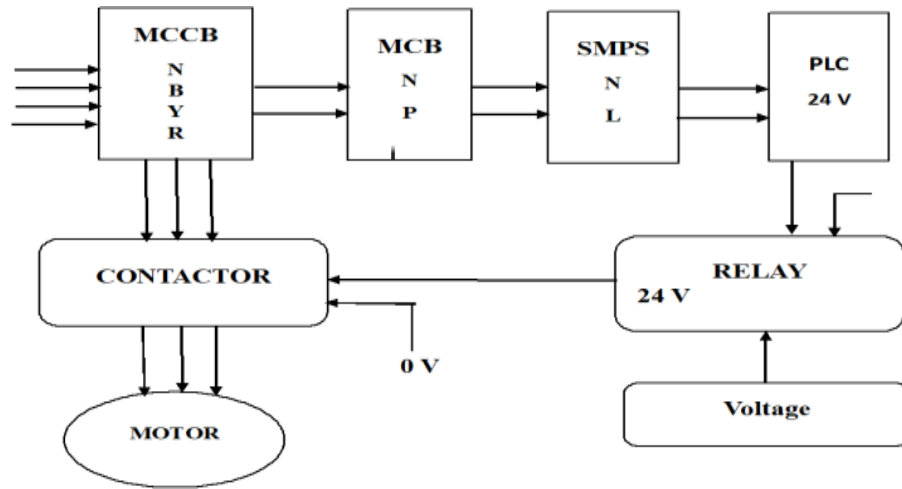 MCCB
N
B
Y
R
MCB
N
P
SMPS
N
L
PLC
24 V
CONTACTOR
RELAY
24 V
0 V
Voltage
MOTOR